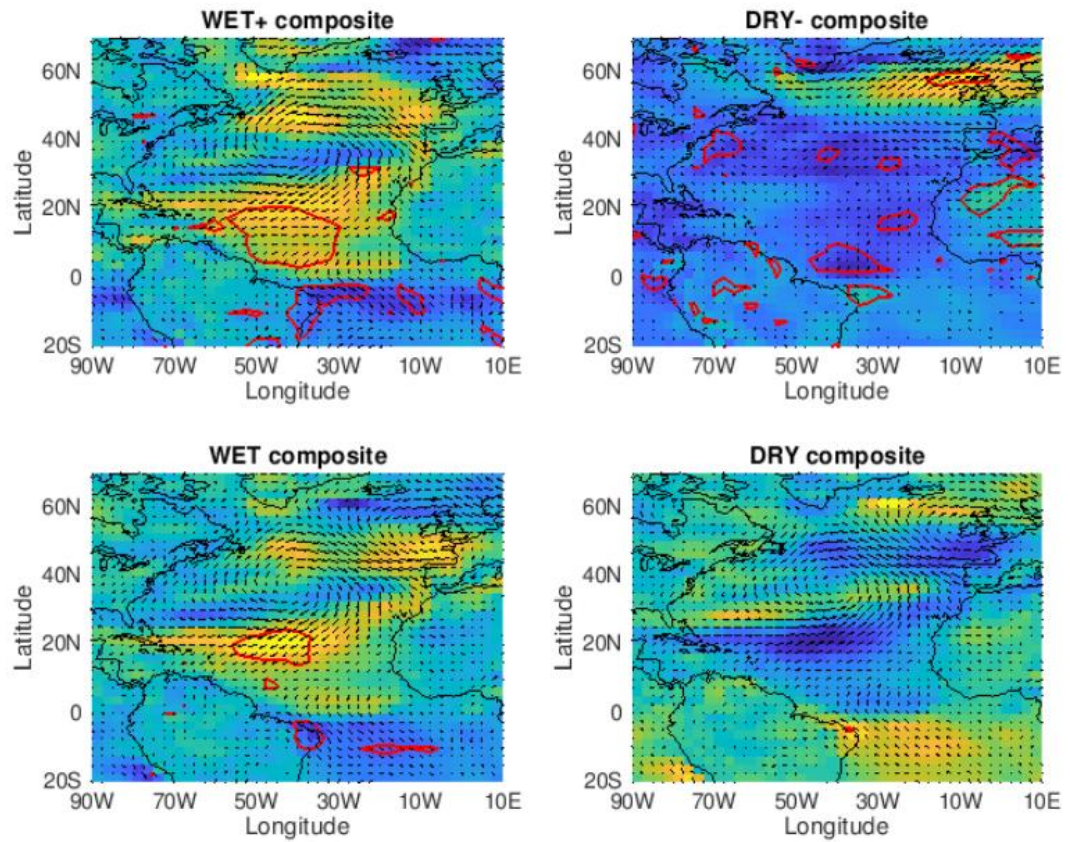 WET+ composite
DRY- composite
60N
40N
20N
0
20S
Latitude
90W 70W 50W 30W 10W 10E
Longitude
60N
40N
20N
0
20S
Latitude
90W 70W 50W 30W 10W 10E
Longitude
WET composite
DRY composite
60N
40N
20N
0
20S
Latitude
90W 70W 50W 30W 10W 10E
Longitude
60N
40N
20N
0
20S
Latitude
90W 70W 50W 30W 10W 10E
Longitude